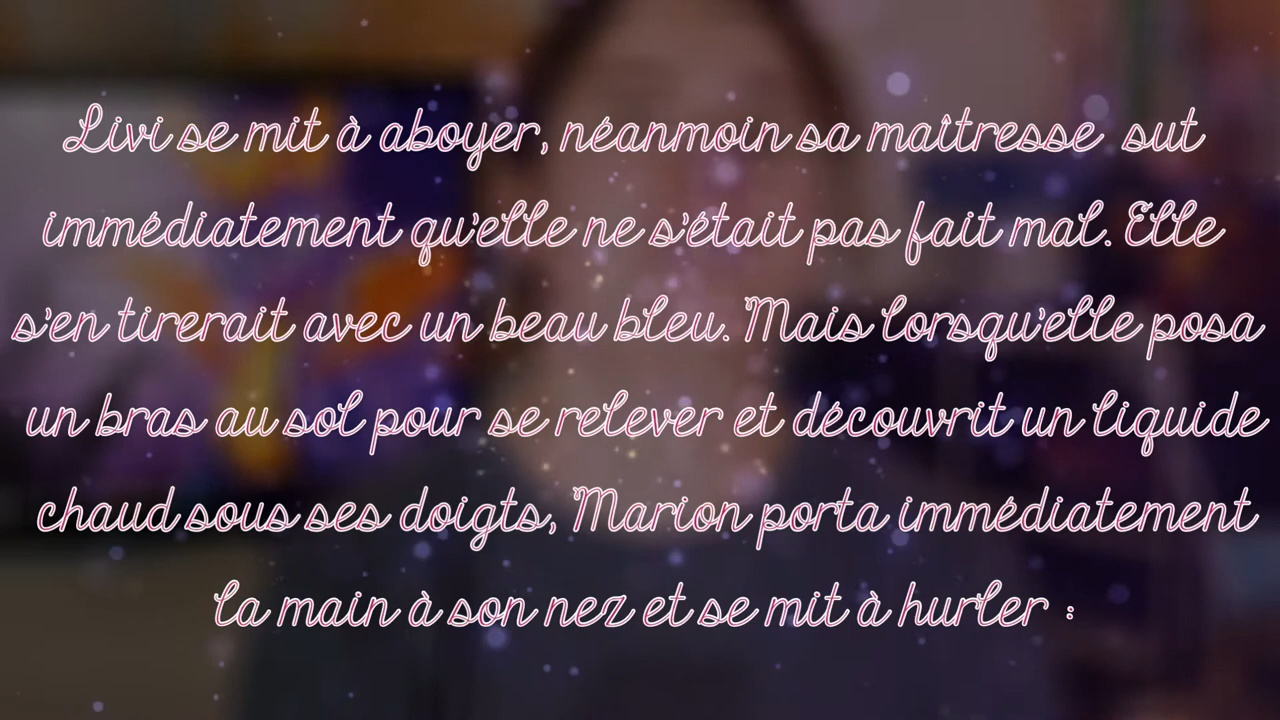 Livi se mit à aboyer, néanmoin sa maîtresse sut
immédiatement qu'elle ne s'était pas fait mal. Elle
s'en tirerait avec un beau bleu. Mais lorsqu'elle posa
un bras au sol pour se relever et découvrit un liquide
chaud sous ses doigts, Marion porta immédiatement
la main à son nez et se mit à hurler :